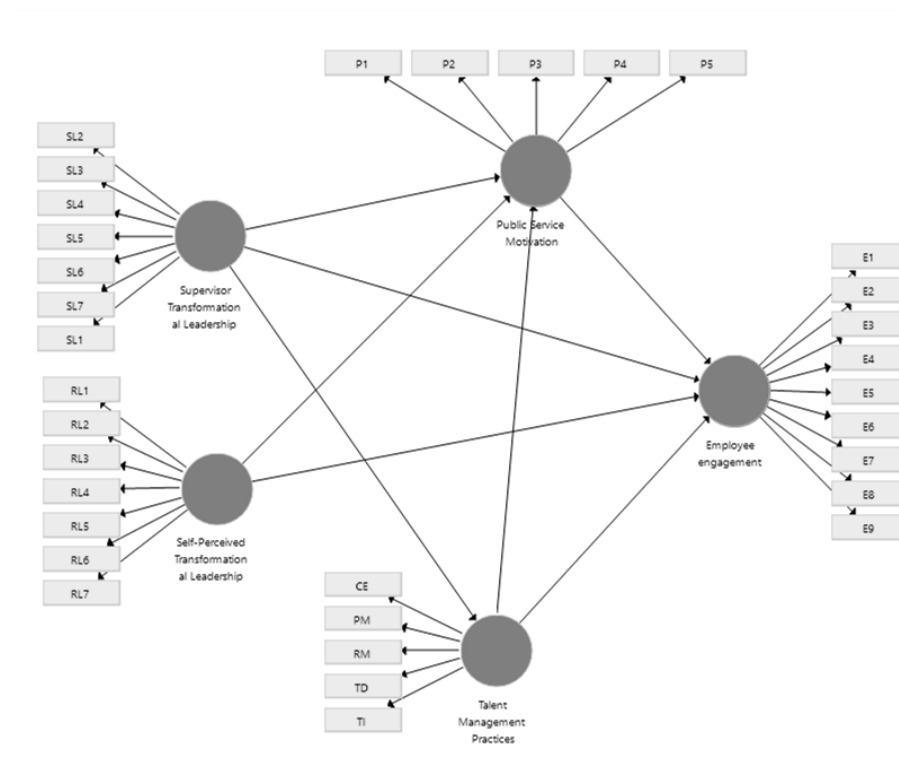 P1
P2
P3
P4
P5
SL2
SL3
SL4
SL5
SL6
SL7
SL1
Supervisor
Transformation
al Leadership
Public Service
Motivation
E1
E2
E3
E4
E5
E6
E7
E8
E9
Employee
engagement
RL1
RL2
RL3
RL4
RL5
RL6
RL7
Self-Perceived
Transformation
al Leadership
CE
PM
RM
TD
TI
Talent
Management
Practices